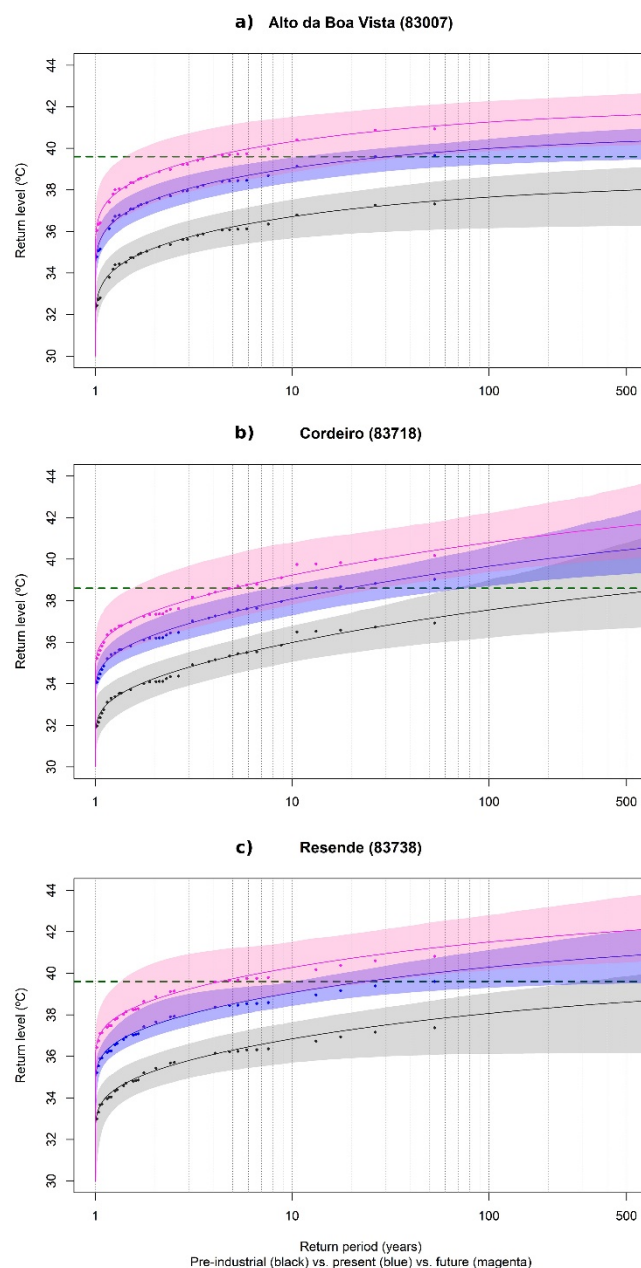 a) Alto da Boa Vista (83007)
44
42
40
38
36
34
32
30
Return level (ºC)
1 10 100 500
b) Cordeiro (83718)
44
42
40
38
36
34
32
30
Return level (ºC)
1 10 100 500
c) Resende (83738)
44
42
40
38
36
34
32
30
Return level (ºC)
1 10 100 500
Return period (years)
Pre-industrial (black) vs. present (blue) vs. future (magenta)